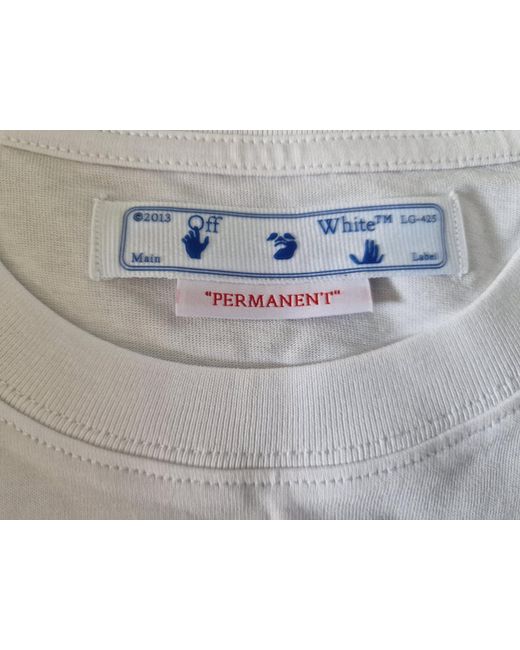 ©2013 Off White™ LG-425
Main Label
"PERMANENT"